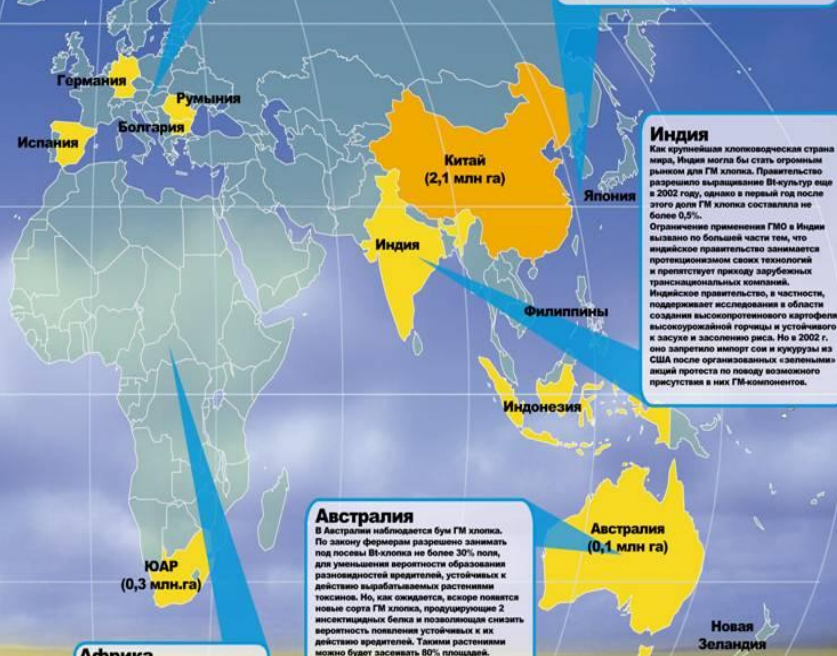 Германия
Румыния
Болгария
Испания
Китай
(2,1 млн га)
Япония
Индия
Филиппины
Индонезия
Индия
Как крупнейшая хлопководческая страна
мира, Индия могла бы стать огромным
рынком для ГМ хлопка. Правительство
разрешило выращивание Bt-культур еще
в 2002 году, однако в первый год после
этого доля ГМ хлопка составляла не
более 0,5%.
Ограничение применения ГМО в Индии
вызвано по большей части тем, что
индийское правительство занимается
протекционизмом своих технологий
и препятствует приходу зарубежных
транснациональных компаний.
Индийское правительство, в частности,
поддерживает исследования в области
создания высокопротеинового картофеля
высокоурожайной горчицы и устойчивого
к засухе и засолению риса. Но в 2002 г.
оно запретило импорт сои и кукурузы из
США после организованных «зелеными»
акций протеста по поводу возможного
присутствия в них ГМ-компонентов.
Австралия
В Австралии наблюдается бум ГМ хлопка.
По закону фермерам разрешено занимать
под посевы Bt-хлопка не более 30% поля,
для уменьшения вероятности образования
разновидностей вредителей, устойчивых к
действию вырабатываемых растениями
токсинов. Но, как ожидается, вскоре появятся
новые сорта ГМ хлопка, продуцирующие 2
инсектицидных белка и позволяющая снизить
вероятность появления устойчивых к их
действию вредителей. Такими растениями
можно будет засеивать 80% площадей.
Австралия
(0,1 млн га)
ЮАР
(0,3 млн.га)
Новая
Зеландия
Африка